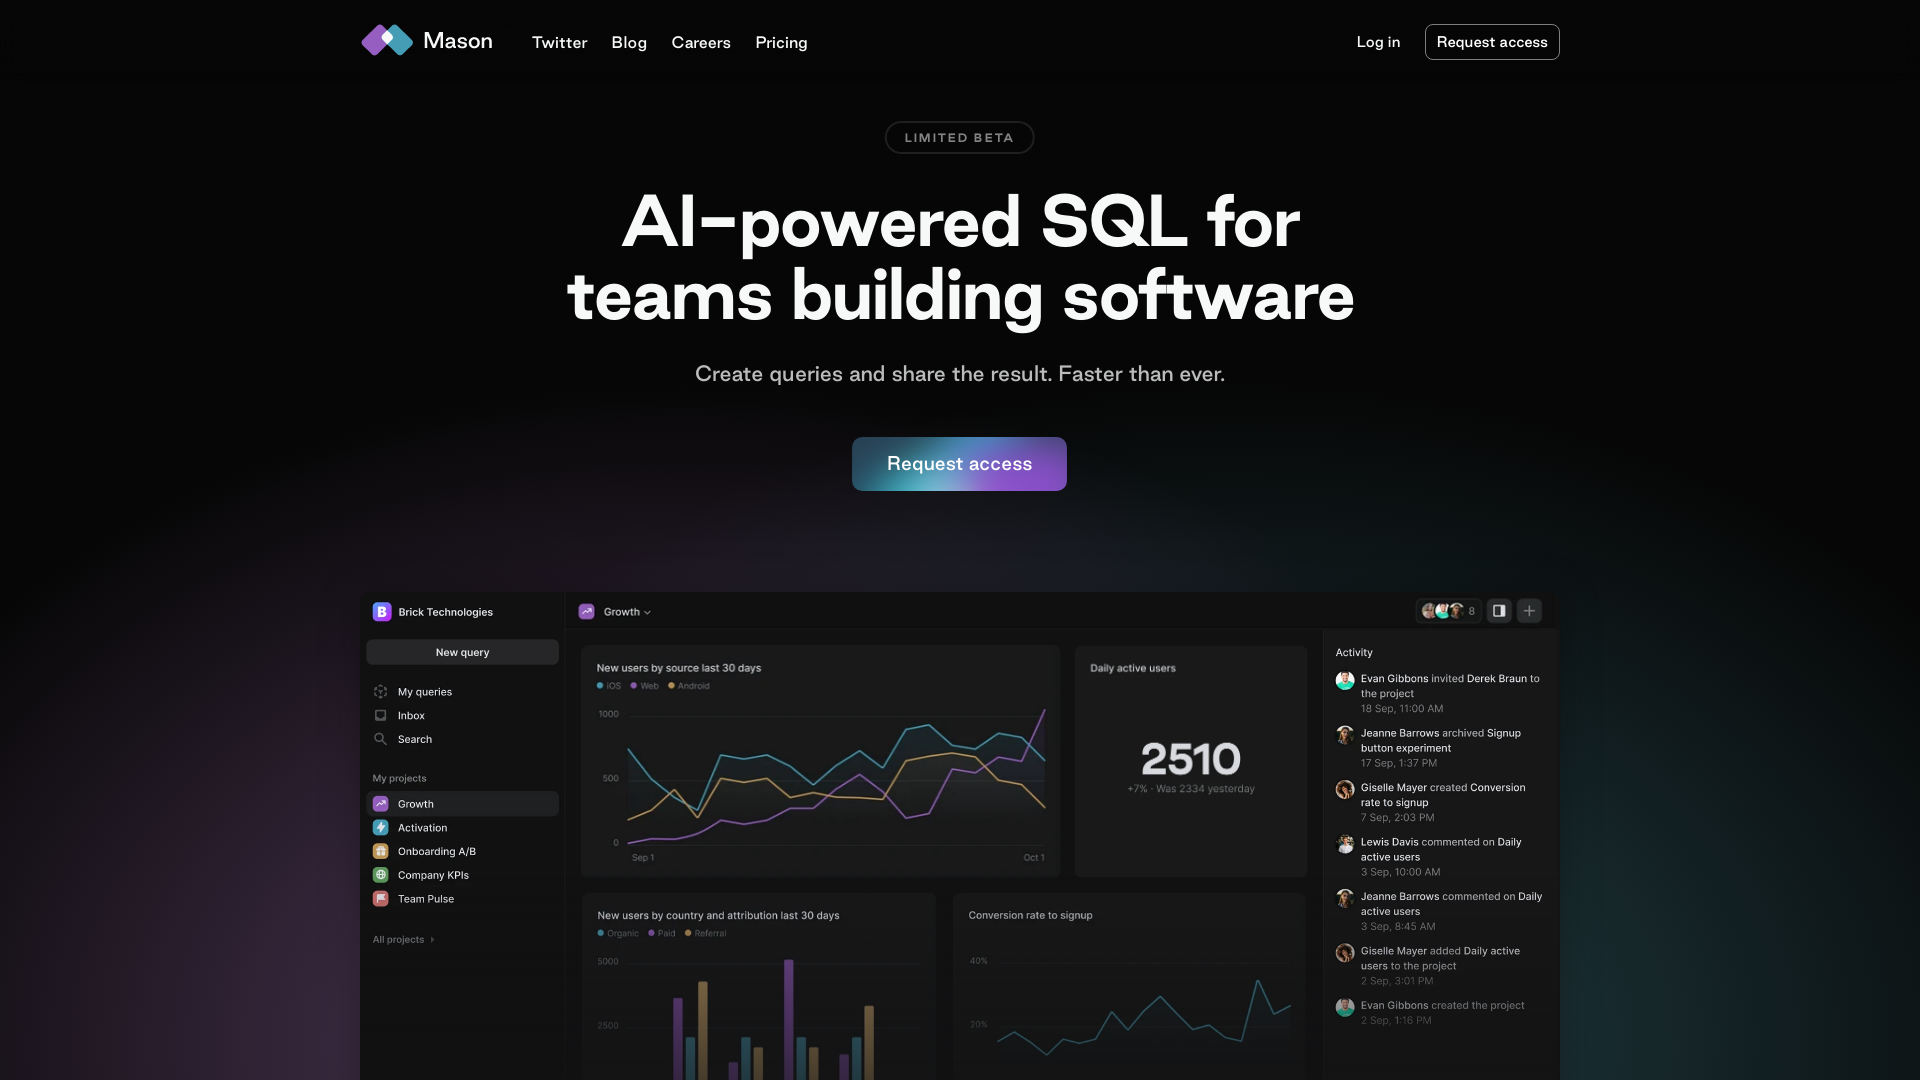 Mason
Twitter
Blog
Careers
Pricing
Log in
Request access
LIMITED BETA
AI-powered SQL for
teams building software
Create queries and share the result. Faster than ever.
Request access
B
Brick Technologies
New query
My queries
Inbox
Search
My projects
Growth
Activation
Onboarding A/B
Company KPIs
Team Pulse
All projects
Growth
8
New users by source last 30 days
iOS
Web
Android
1000
500
0
Sep 1
Oct 1
Daily active users
2510
+7% · Was 2334 yesterday
New users by country and attribution last 30 days
Organic
Paid
Referral
5000
2500
Conversion rate to signup
40%
20%
Activity
Evan Gibbons invited Derek Braun to
the project
18 Sep, 11:00 AM
Jeanne Barrows archived Signup
button experiment
17 Sep, 1:37 PM
Giselle Mayer created Conversion
rate to signup
7 Sep, 2:03 PM
Lewis Davis commented on Daily
active users
3 Sep, 10:00 AM
Jeanne Barrows commented on Daily
active users
3 Sep, 8:45 AM
Giselle Mayer added Daily active
users to the project
2 Sep, 3:01 PM
Evan Gibbons created the project
2 Sep, 1:16 PM